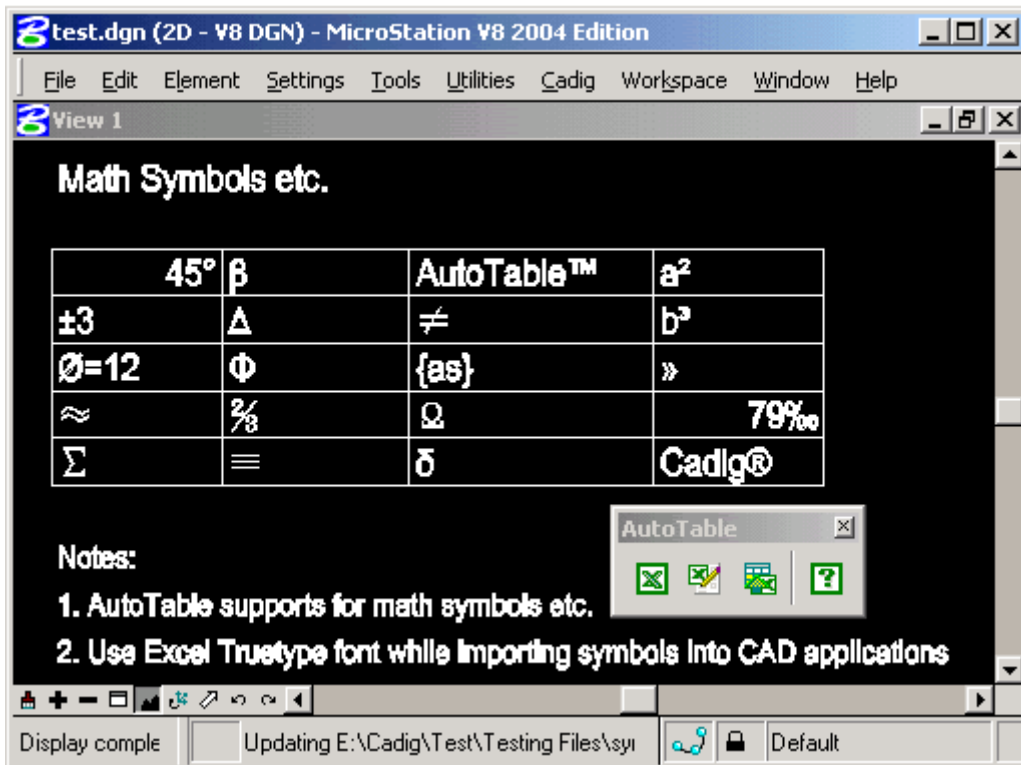 test.dgn (2D - V8 DGN) - MicroStation V8 2004 Edition
File Edit Element Settings Tools Utilities Cadig Workspace Window Help
View 1
Math Symbols etc.
45° β AutoTable™ a²
±3 Δ ≠ b³
Ø=12 Φ {as} »
≈ ⅔ Ω 79‰
Σ ≡ δ Cadig®
AutoTable
Notes:
1. AutoTable supports for math symbols etc.
2. Use Excel Truetype font while importing symbols into CAD applications
Display comple Updating E:\Cadig\Test\Testing Files\syı Default